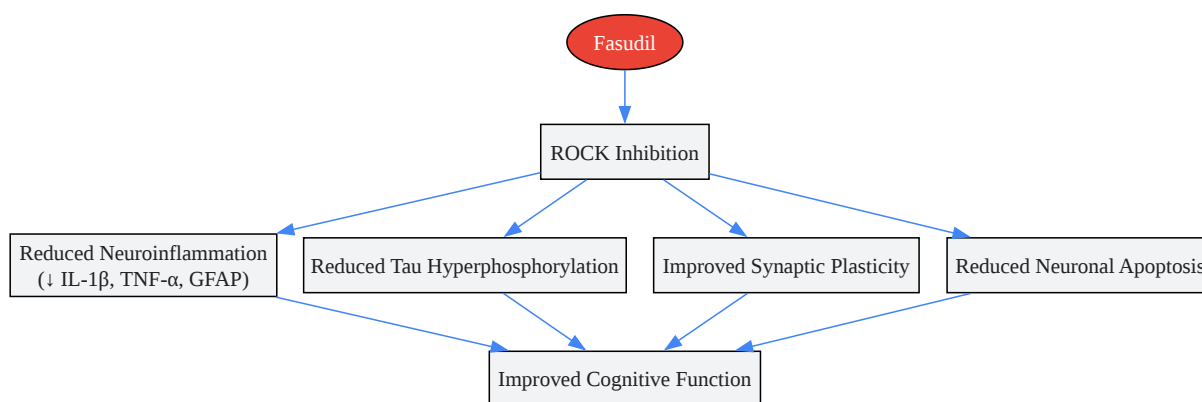 Fasudil
ROCK Inhibition
Reduced Neuroinflammation
(↓ IL-1β, TNF-α, GFAP)
Reduced Tau Hyperphosphorylation
Improved Synaptic Plasticity
Reduced Neuronal Apoptosis
Improved Cognitive Function